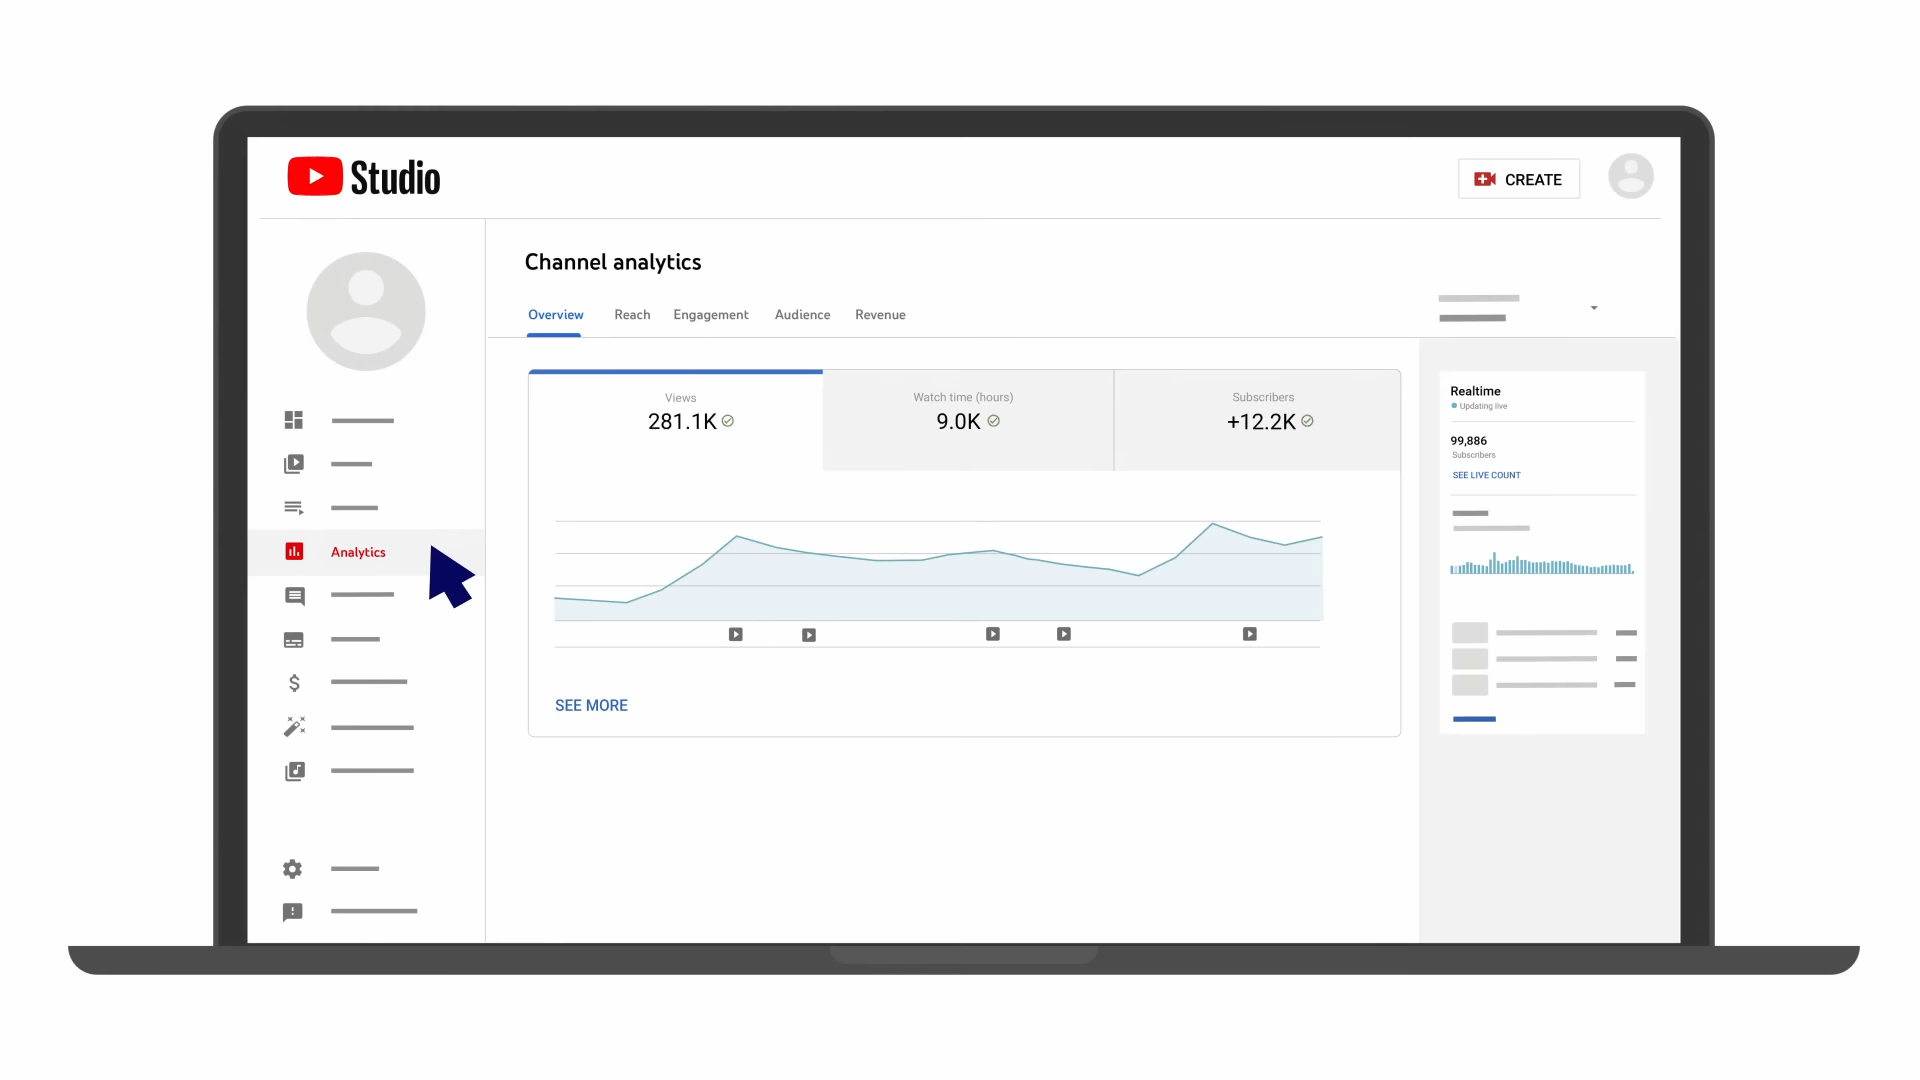 Studio
CREATE
Channel analytics
Overview Reach Engagement Audience Revenue
Views
281.1K
Watch time (hours)
9.0K
Subscribers
+12.2K
Realtime
Updating live
99,886
Subscribers
SEE LIVE COUNT
Analytics
SEE MORE